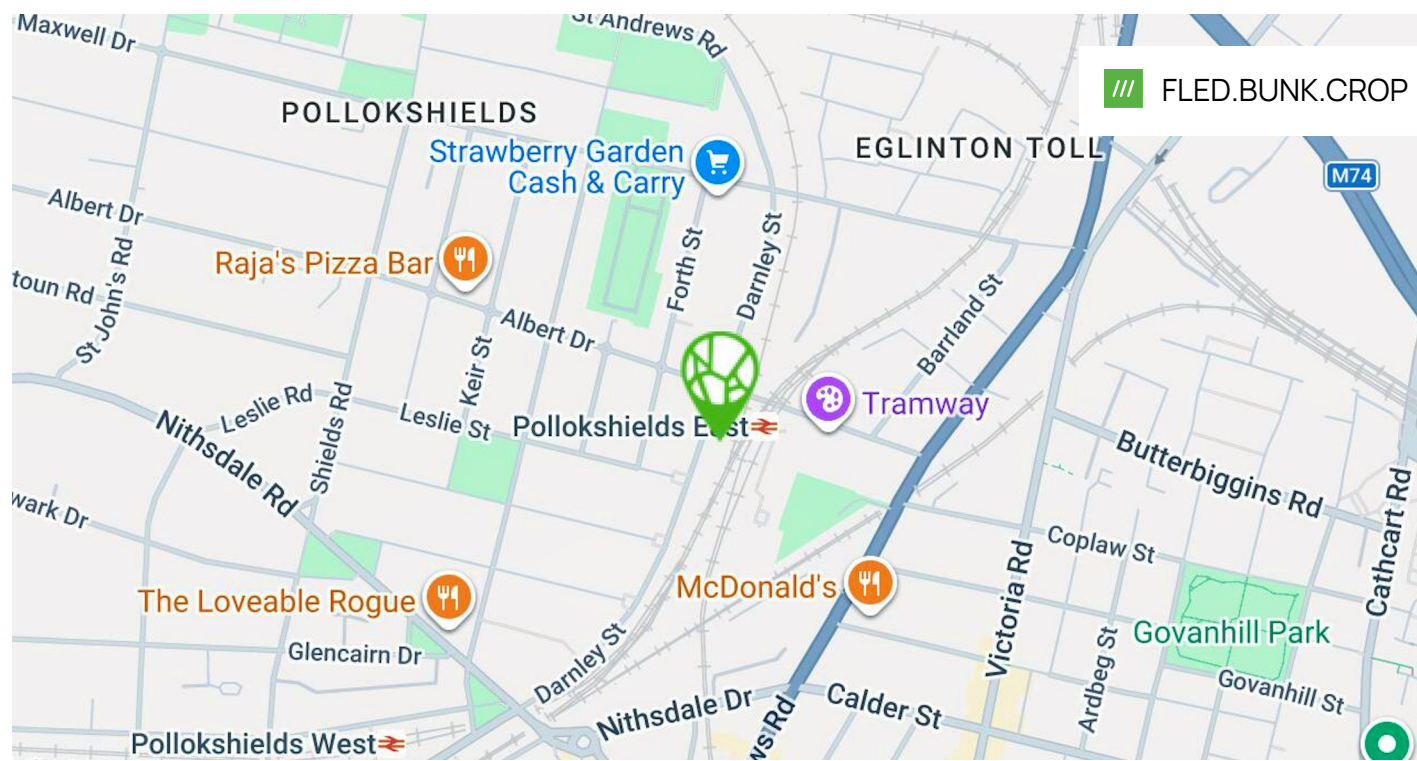 St Andrews Rd
Maxwell Dr
FLED.BUNK.CROP
POLLOKSHIELDS
EGLINTON TOLL
Strawberry Garden
Cash & Carry
M74
Albert Dr
Raja's Pizza Bar
Forth St
Darnley St
St John's Rd
toun Rd
Barrland St
Albert Dr
Keir St
Tramway
Leslie Rd
Shields Rd
Leslie St
Pollokshields East
Nithsdale Rd
Butterbiggins Rd
wark Dr
Coplaw St
Cathcart Rd
McDonald's
The Loveable Rogue
Victoria Rd
Govanhill Park
Glencairn Dr
Darnley St
Ardbeg St
Govanhill St
Nithsdale Dr
Calder St
ws Rd
Pollokshields West